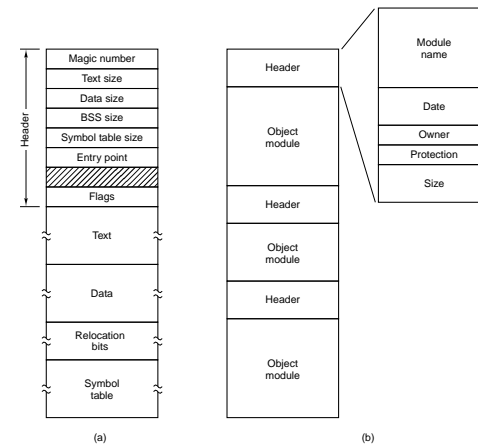 Header
Magic number
Text size
Data size
BSS size
Symbol table size
Entry point
Flags
Text
Data
Relocation
bits
Symbol
table
(a)
Header
Object
module
Header
Object
module
Header
Object
module
(b)
Module
name
Date
Owner
Protection
Size